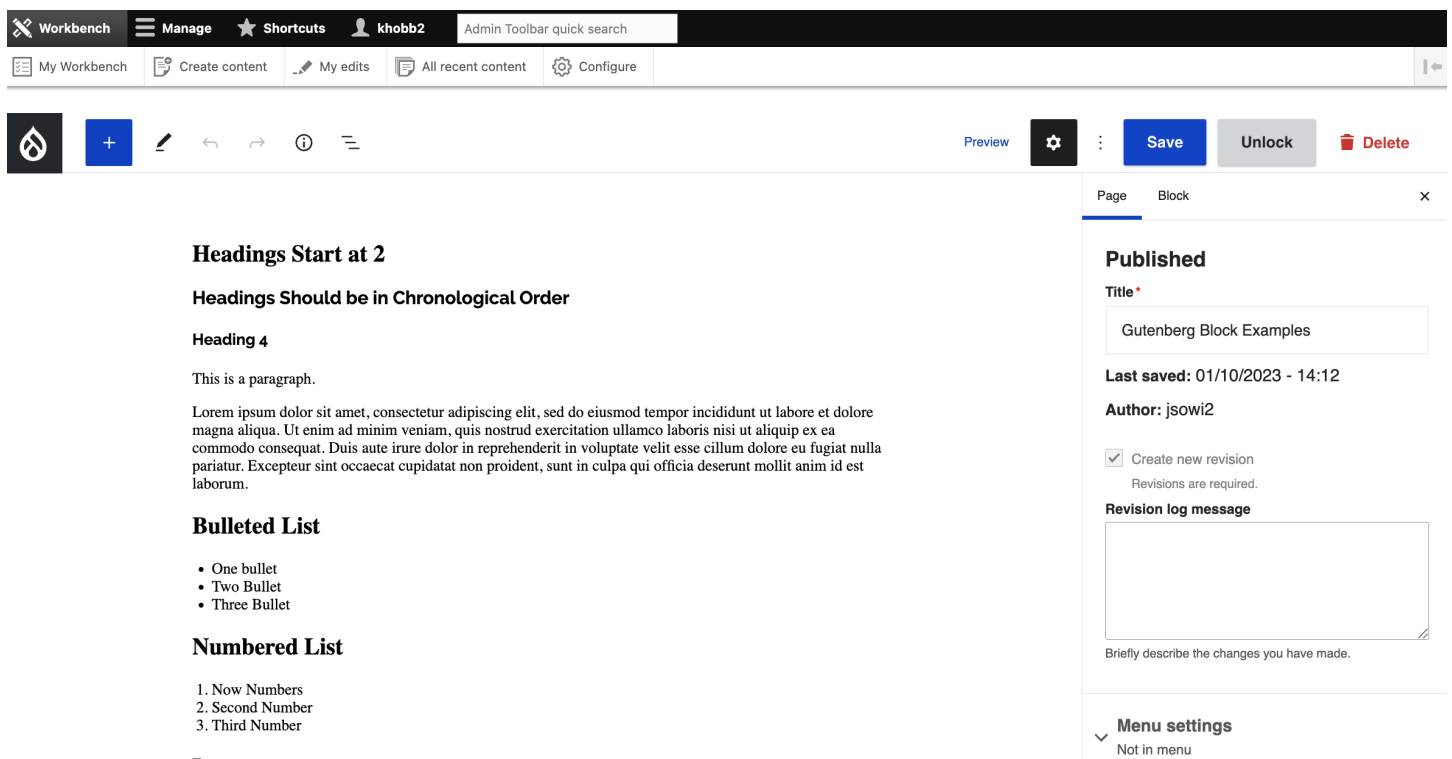 Workbench Manage Shortcuts khobb2 Admin Toolbar quick search
My Workbench Create content My edits All recent content Configure
Preview Save Unlock Delete
Page Block
Headings Start at 2
Headings Should be in Chronological Order
Heading 4
This is a paragraph.
Lorem ipsum dolor sit amet, consectetur adipiscing elit, sed do eiusmod tempor incididunt ut labore et dolore
magna aliqua. Ut enim ad minim veniam, quis nostrud exercitation ullamco laboris nisi ut aliquip ex ea
commodo consequat. Duis aute irure dolor in reprehenderit in voluptate velit esse cillum dolore eu fugiat nulla
pariatur. Excepteur sint occaecat cupidatat non proident, sunt in culpa qui officia deserunt mollit anim id est
laborum.
Bulleted List
• One bullet
• Two Bullet
• Three Bullet
Numbered List
1. Now Numbers
2. Second Number
3. Third Number
Published
Title*
Gutenberg Block Examples
Last saved: 01/10/2023 - 14:12
Author: jsowi2
Create new revision
Revisions are required.
Revision log message
Briefly describe the changes you have made.
Menu settings
Not in menu